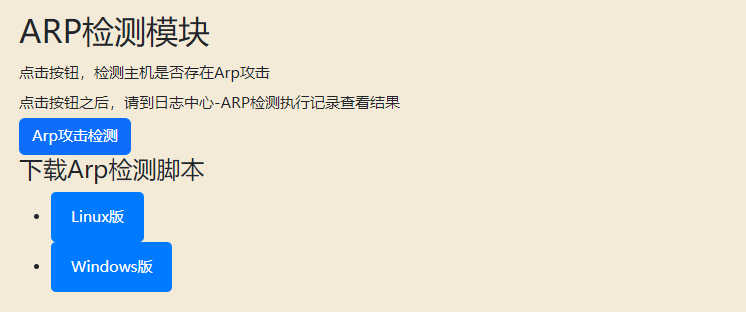 ARP检测模块
点击按钮，检测主机是否存在Arp攻击
点击按钮之后，请到日志中心-ARP检测执行记录查看结果
Arp攻击检测
下载Arp检测脚本
Linux版
Windows版